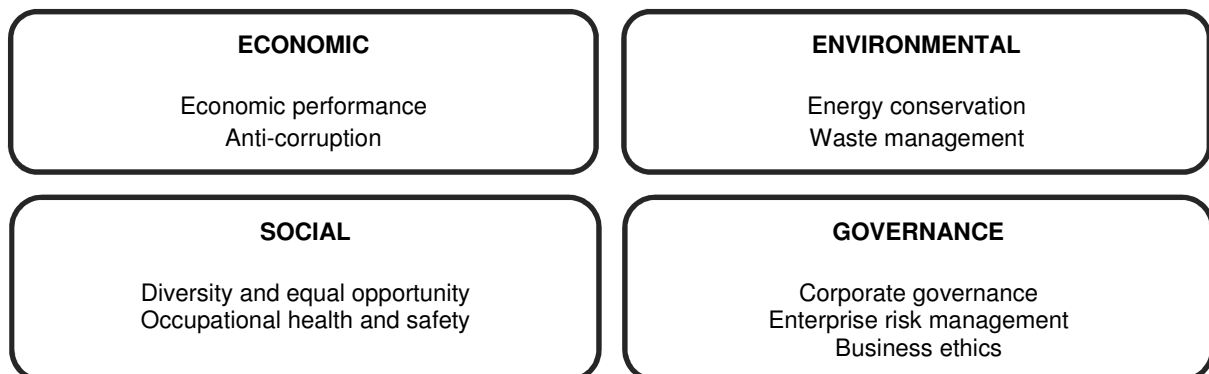 ECONOMIC
Economic performance
Anti-corruption
ENVIRONMENTAL
Energy conservation
Waste management
SOCIAL
Diversity and equal opportunity
Occupational health and safety
GOVERNANCE
Corporate governance
Enterprise risk management
Business ethics